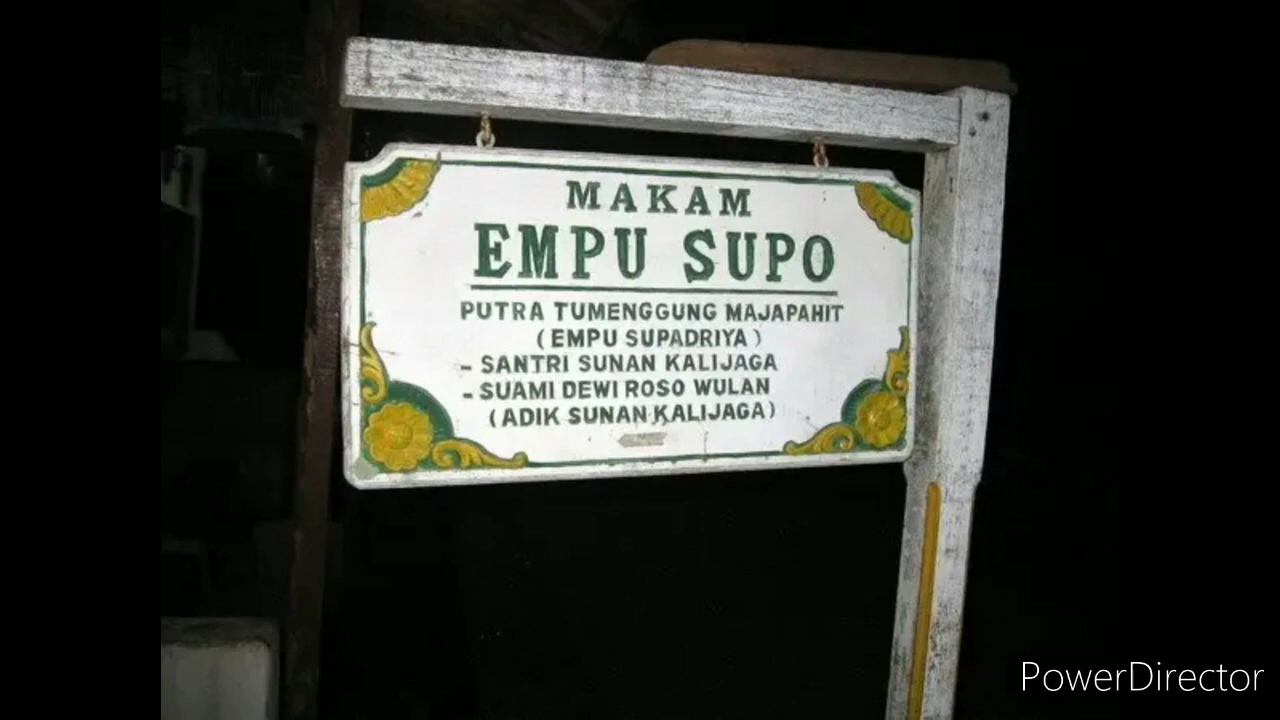 MAKAM
EMPU SUPO
PUTRA TUMENGGUNG MAJAPAHIT
(EMPU SUPADRIYA)
- SANTRI SUNAN KALIJAGA
- SUAMI DEWI ROSO WULAN
(ADIK SUNAN KALIJAGA)
PowerDirector